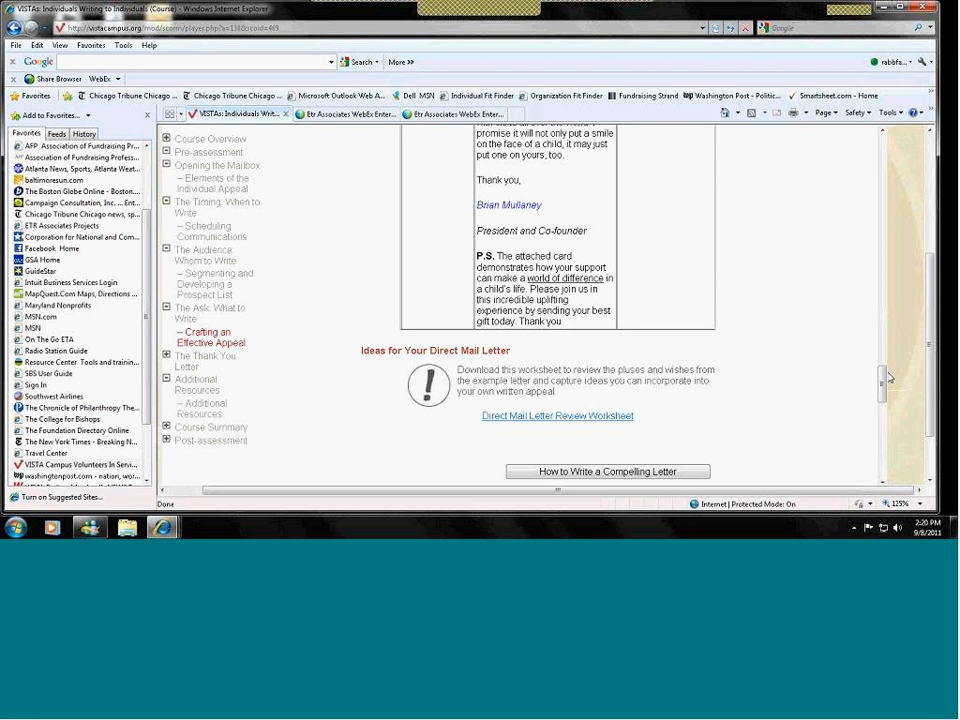 VISTAs: Individuals Writing to Individuals (Course) - Windows Internet Explorer
http://vistacampus.org/mod/scorm/player.php?a=138&scoid=469
Google
File Edit View Favorites Tools Help
x Google Search More >> rabbfa...
x Share Browser WebEx
Favorites Chicago Tribune Chicago ... Chicago Tribune Chicago ... Microsoft Outlook Web A... Dell MSN Individual Fit Finder Organization Fit Finder Fundraising Strand Washington Post - Politic... Smartsheet.com - Home
Add to Favorites... x VISTAs: Individuals Writ... x Etr Associates WebEx Enter... Etr Associates WebEx Enter... Page Safety Tools
Favorites Feeds History
AFP Association of Fundraising Pr...
Association of Fundraising Profess...
Atlanta News, Sports, Atlanta Weat...
baltimoresun.com
The Boston Globe Online - Boston....
Campaign Consultation, Inc. ... Ent...
Chicago Tribune Chicago news, sp...
ETR Associates Projects
Corporation for National and Com...
Facebook Home
GSA Home
GuideStar
Intuit Business Services Login
MapQuest.Com Maps, Directions ...
Maryland Nonprofits
MSN.com
MSN
On The Go ETA
Radio Station Guide
Resource Center Tools and trainin...
SBS User Guide
Sign In
Southwest Airlines
The Chronicle of Philanthropy The...
The College for Bishops
The Foundation Directory Online
The New York Times - Breaking N...
Travel Center
VISTA Campus Volunteers In Servi...
washingtonpost.com - nation, wor...
Turn on Suggested Sites...
Course Overview
Pre-assessment
Opening the Mailbox
– Elements of the
Individual Appeal
The Timing: When to
Write
– Scheduling
Communications
The Audience:
Whom to Write
– Segmenting and
Developing a
Prospect List
The Ask: What to
Write
– Crafting an
Effective Appeal
The Thank You
Letter
Additional
Resources
– Additional
Resources
Course Summary
Post-assessment
promise it will not only put a smile
on the face of a child, it may just
put one on yours, too.
Thank you,
Brian Mullaney
President and Co-founder
P.S. The attached card
demonstrates how your support
can make a world of difference in
a child's life. Please join us in
this incredible uplifting
experience by sending your best
gift today. Thank you.
Ideas for Your Direct Mail Letter
Download this worksheet to review the pluses and wishes from
the example letter and capture ideas you can incorporate into
your own written appeal.
Direct Mail Letter Review Worksheet
How to Write a Compelling Letter
Done Internet | Protected Mode: On 125%
2:20 PM
9/8/2011